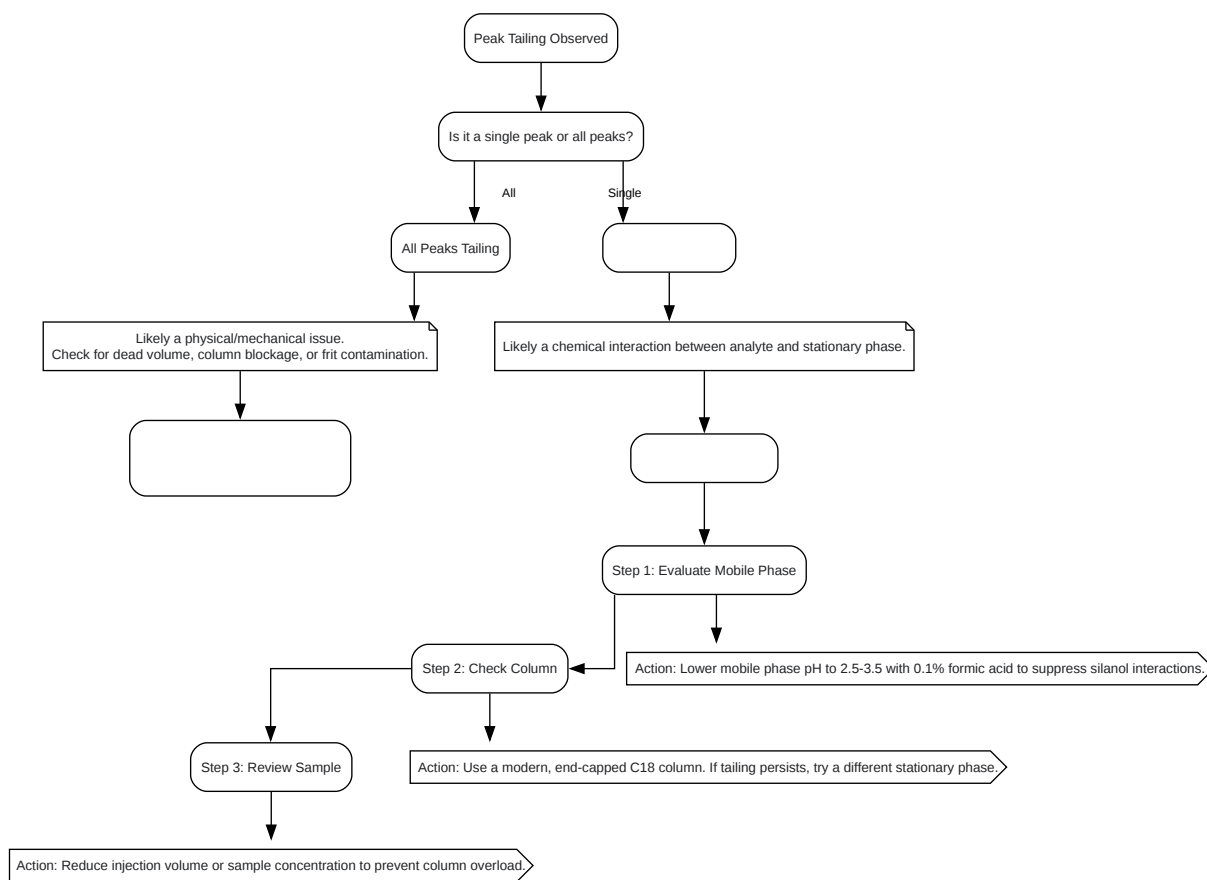 Peak Tailing Observed
Is it a single peak or all peaks?
All
Single
All Peaks Tailing
Likely a physical/mechanical issue.
Check for dead volume, column blockage, or frit contamination.
Likely a chemical interaction between analyte and stationary phase.
Step 1: Evaluate Mobile Phase
Action: Lower mobile phase pH to 2.5-3.5 with 0.1% formic acid to suppress silanol interactions.
Step 2: Check Column
Action: Use a modern, end-capped C18 column. If tailing persists, try a different stationary phase.
Step 3: Review Sample
Action: Reduce injection volume or sample concentration to prevent column overload.